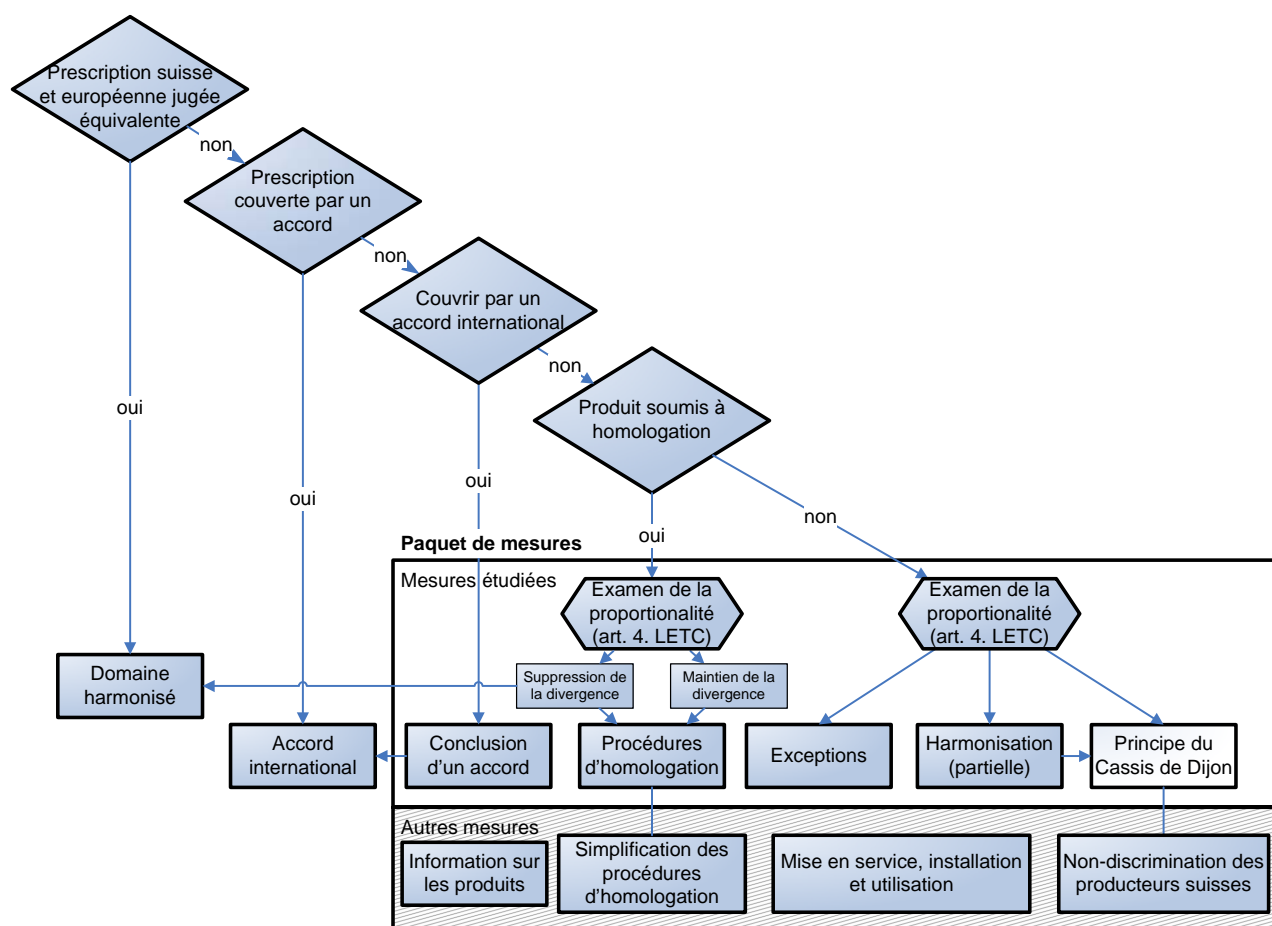 Prescription suisse
et européenne jugée
équivalente
non
Prescription
couverte par un
accord
non
Couvrir par un
accord international
non
Produit soumis à
homologation
oui
oui
oui
oui
non
Paquet de mesures
Mesures étudiées
Examen de la
proportionalité
(art. 4. LETC)
Examen de la
proportionalité
(art. 4. LETC)
Suppression de
la divergence
Maintien de la
divergence
Domaine
harmonisé
Accord
international
Conclusion
d’un accord
Procédures
d’homologation
Exceptions
Harmonisation
(partielle)
Principe du
Cassis de Dijon
Autres mesures
Information sur
les produits
Simplification des
procédures
d’homologation
Mise en service, installation
et utilisation
Non-discrimination des
producteurs suisses